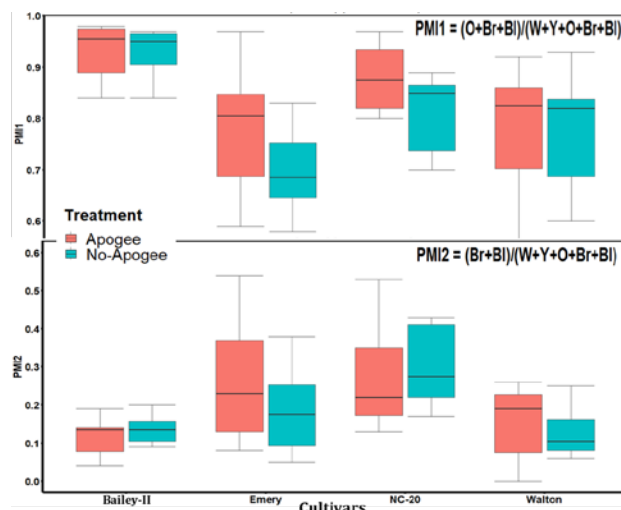 1.0
PMI1 = (O+Br+Bl)/(W+Y+O+Br+Bl)
0.9
0.8
PMI1
0.7
0.6
Treatment
Apogee
No-Apogee
0.6
PMI2 = (Br+Bl)/(W+Y+O+Br+Bl)
0.5
0.4
0.3
PMI2
0.2
0.1
0.0
Bailey-II Emery NC-20 Walton
Cultivars